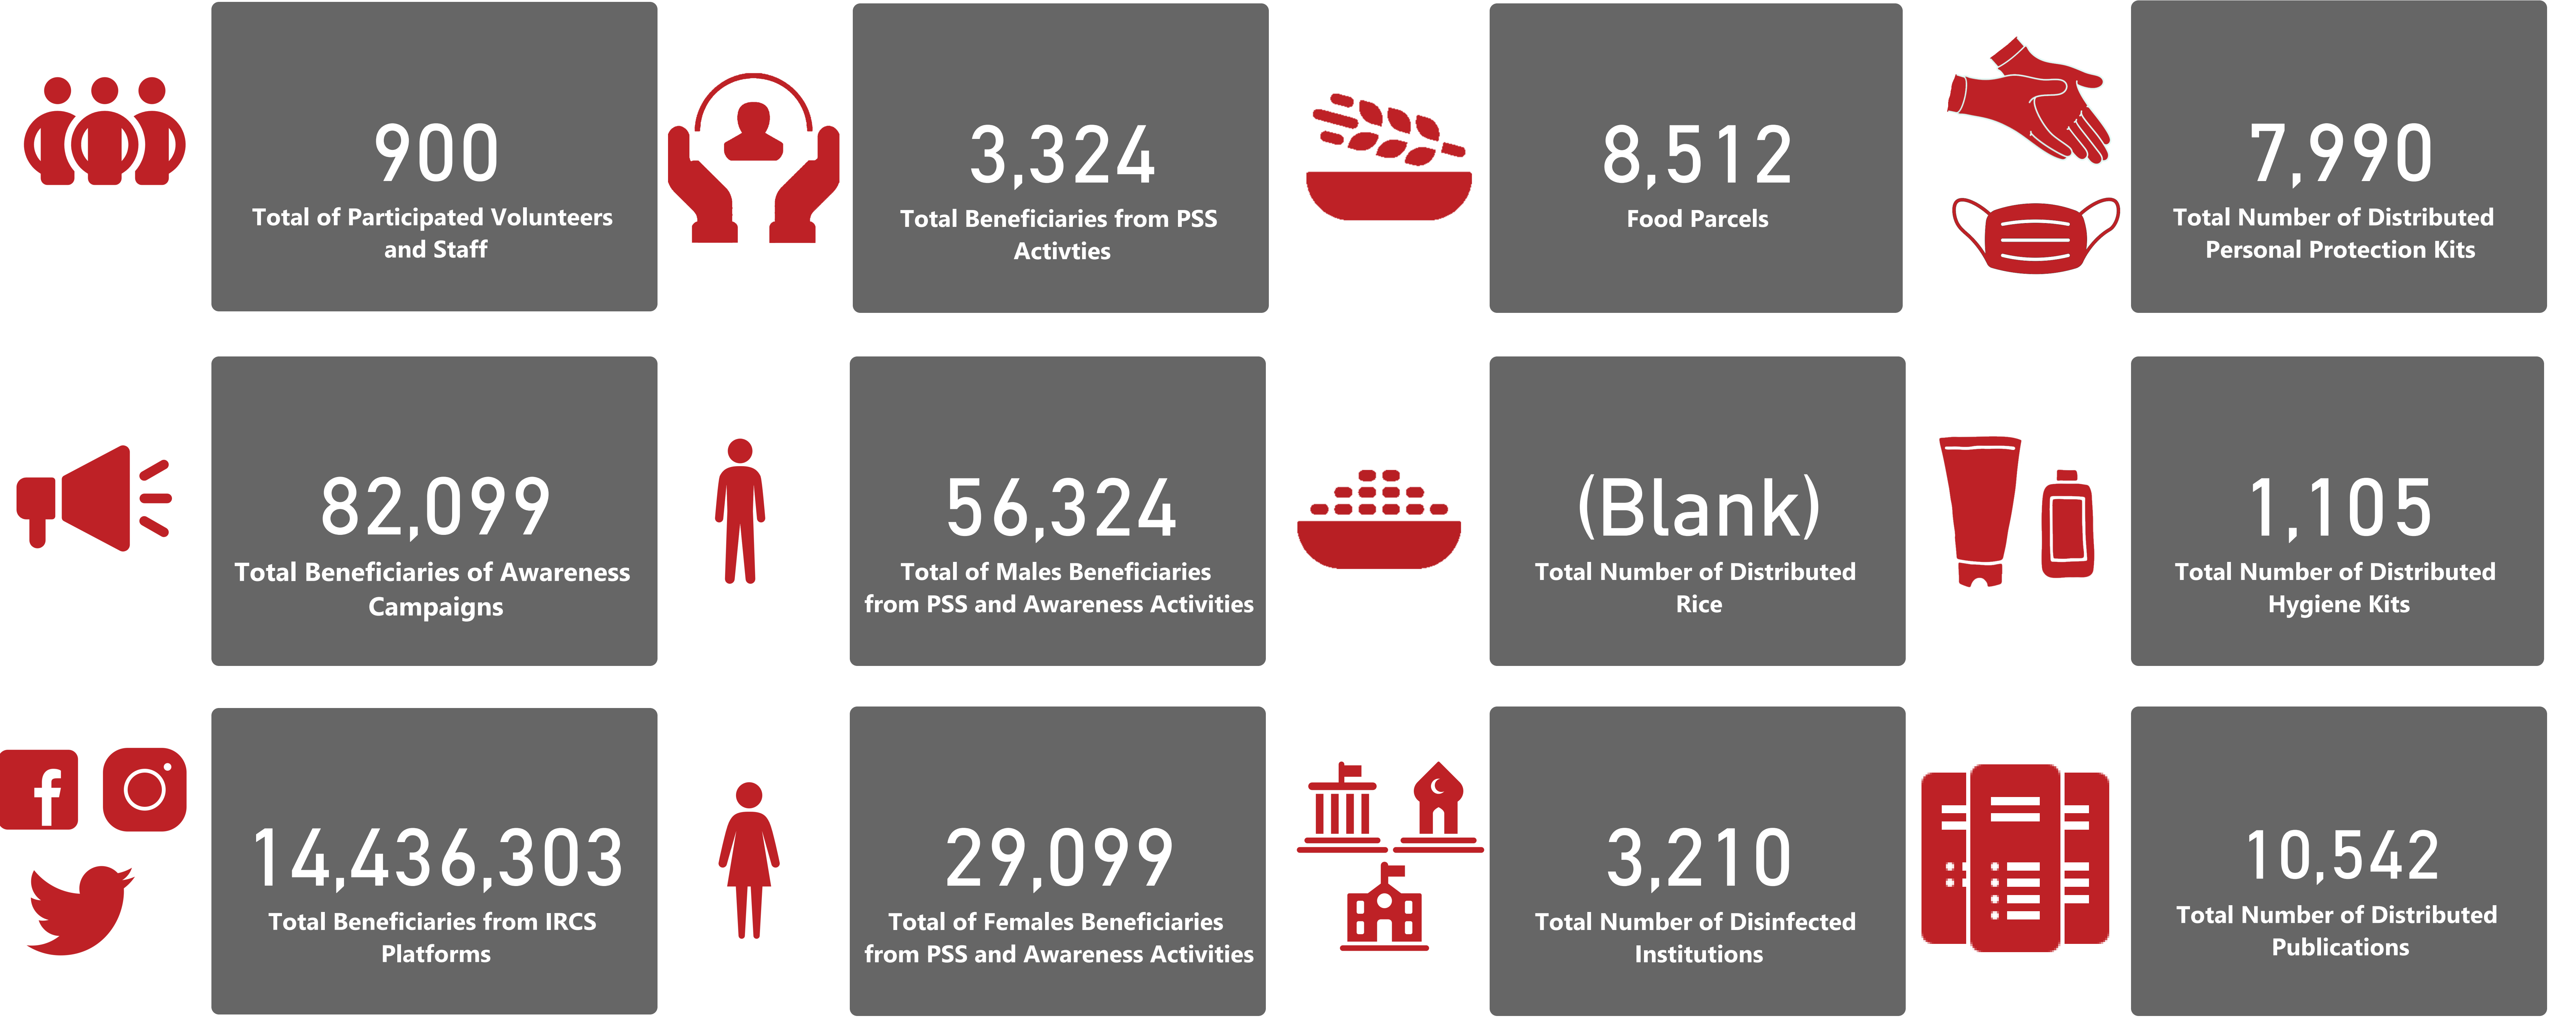 900
Total of Participated Volunteers
and Staff
3,324
Total Beneficiaries from PSS
Activties
8,512
Food Parcels
7,990
Total Number of Distributed
Personal Protection Kits
82,099
Total Beneficiaries of Awareness
Campaigns
56,324
Total of Males Beneficiaries
from PSS and Awareness Activities
(Blank)
Total Number of Distributed
Rice
1,105
Total Number of Distributed
Hygiene Kits
14,436,303
Total Beneficiaries from IRCS
Platforms
29,099
Total of Females Beneficiaries
from PSS and Awareness Activities
3,210
Total Number of Disinfected
Institutions
10,542
Total Number of Distributed
Publications